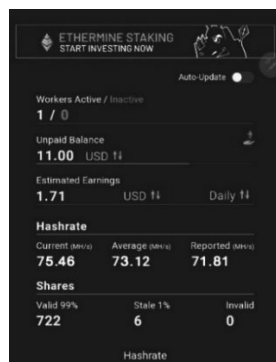 ETHERMINE STAKING
START INVESTING NOW
Auto-Update
Workers Active / Inactive
1 / 0
Unpaid Balance
11.00 USD ↑↓
Estimated Earnings
1.71 USD ↑↓ Daily ↑↓
Hashrate
Current (MH/s) Average (MH/s) Reported (MH/s)
75.46 73.12 71.81
Shares
Valid 99% Stale 1% Invalid
722 6 0
Hashrate